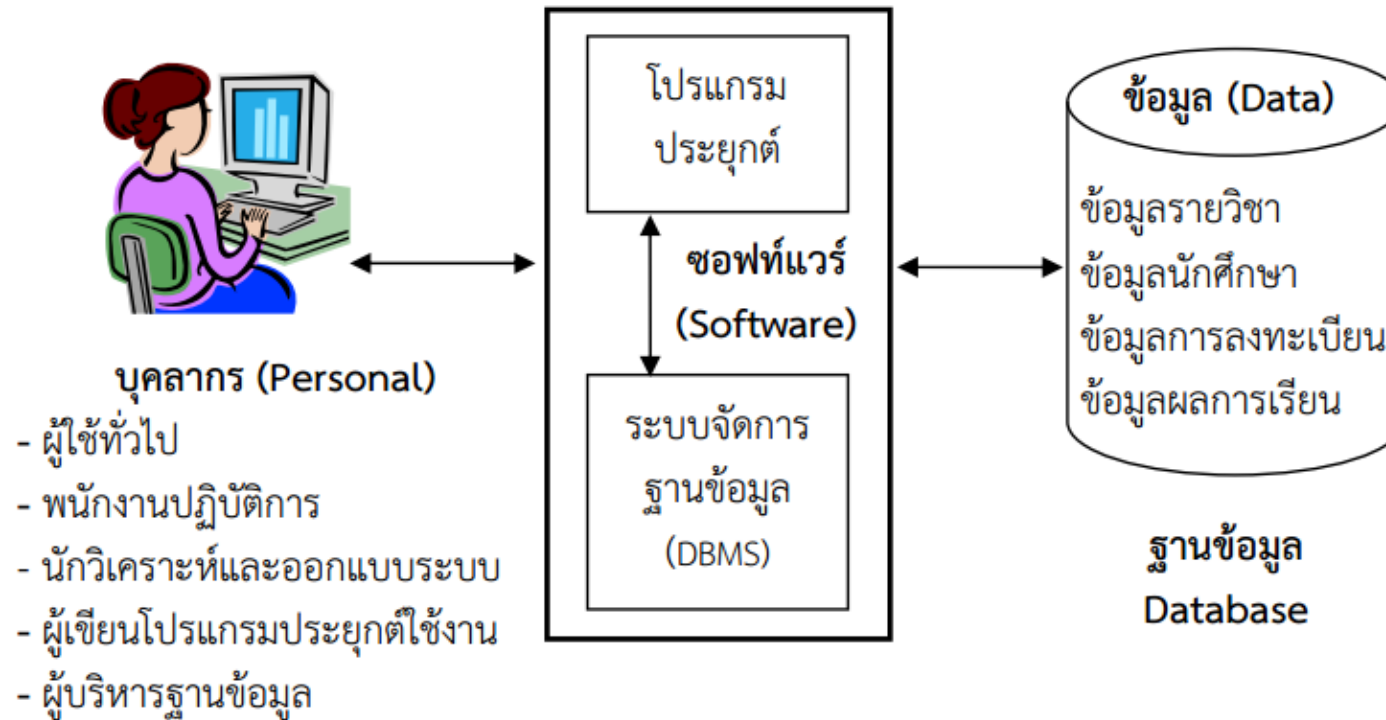 บุคลากร (Personal)
- ผู้ใช้ทั่วไป
- พนักงานปฏิบัติการ
- นักวิเคราะห์และออกแบบระบบ
- ผู้เขียนโปรแกรมประยุกต์ใช้งาน
- ผู้บริหารฐานข้อมูล
โปรแกรม
ประยุกต์
ซอฟท์แวร์
(Software)
ระบบจัดการ
ฐานข้อมูล
(DBMS)
ข้อมูล (Data)
ข้อมูลรายวิชา
ข้อมูลนักศึกษา
ข้อมูลการลงทะเบียน
ข้อมูลผลการเรียน
ฐานข้อมูล
Database